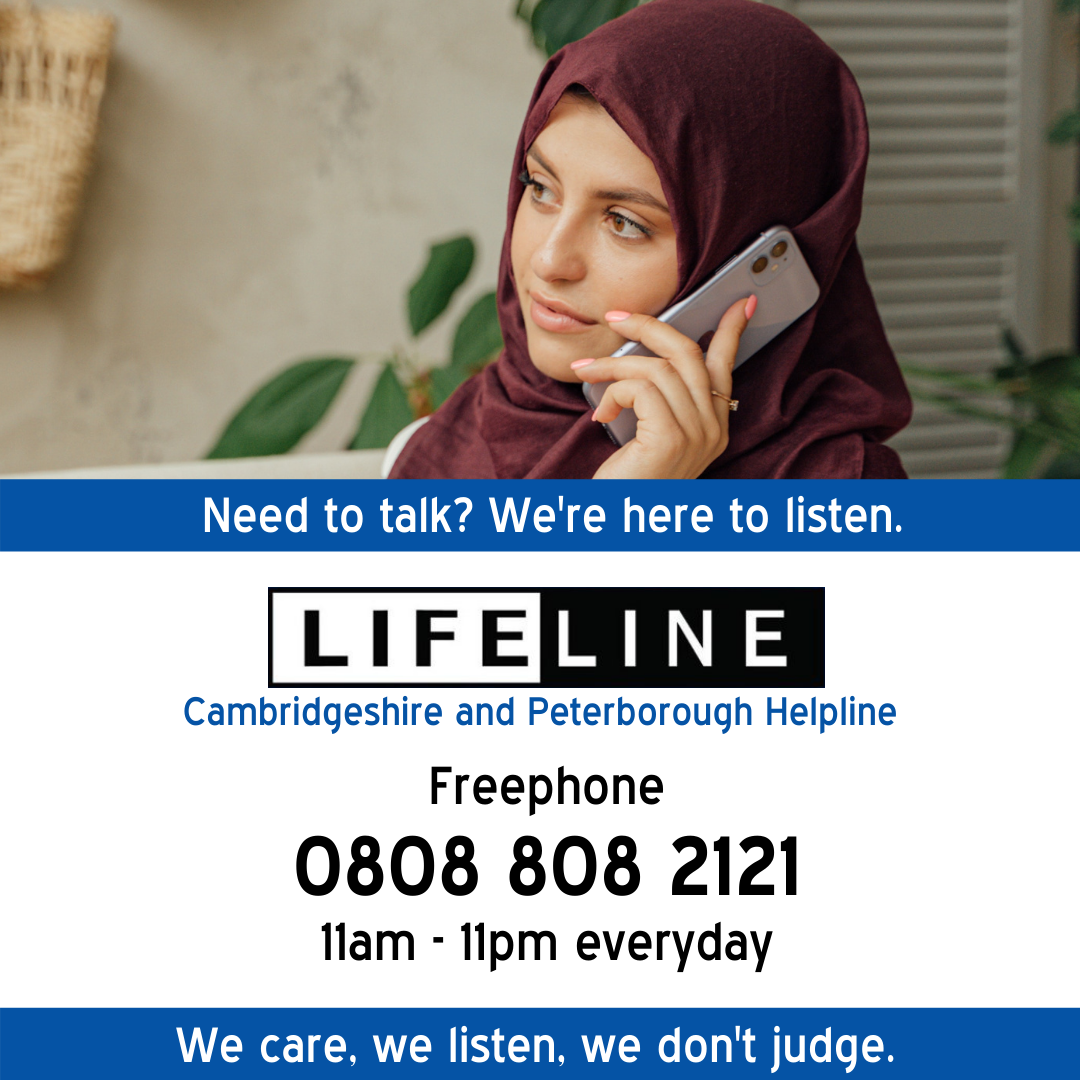 Need to talk? We're here to listen.
LIFELINE
Cambridgeshire and Peterborough Helpline
Freephone
0808 808 2121
11am - 11pm everyday
We care, we listen, we don't judge.